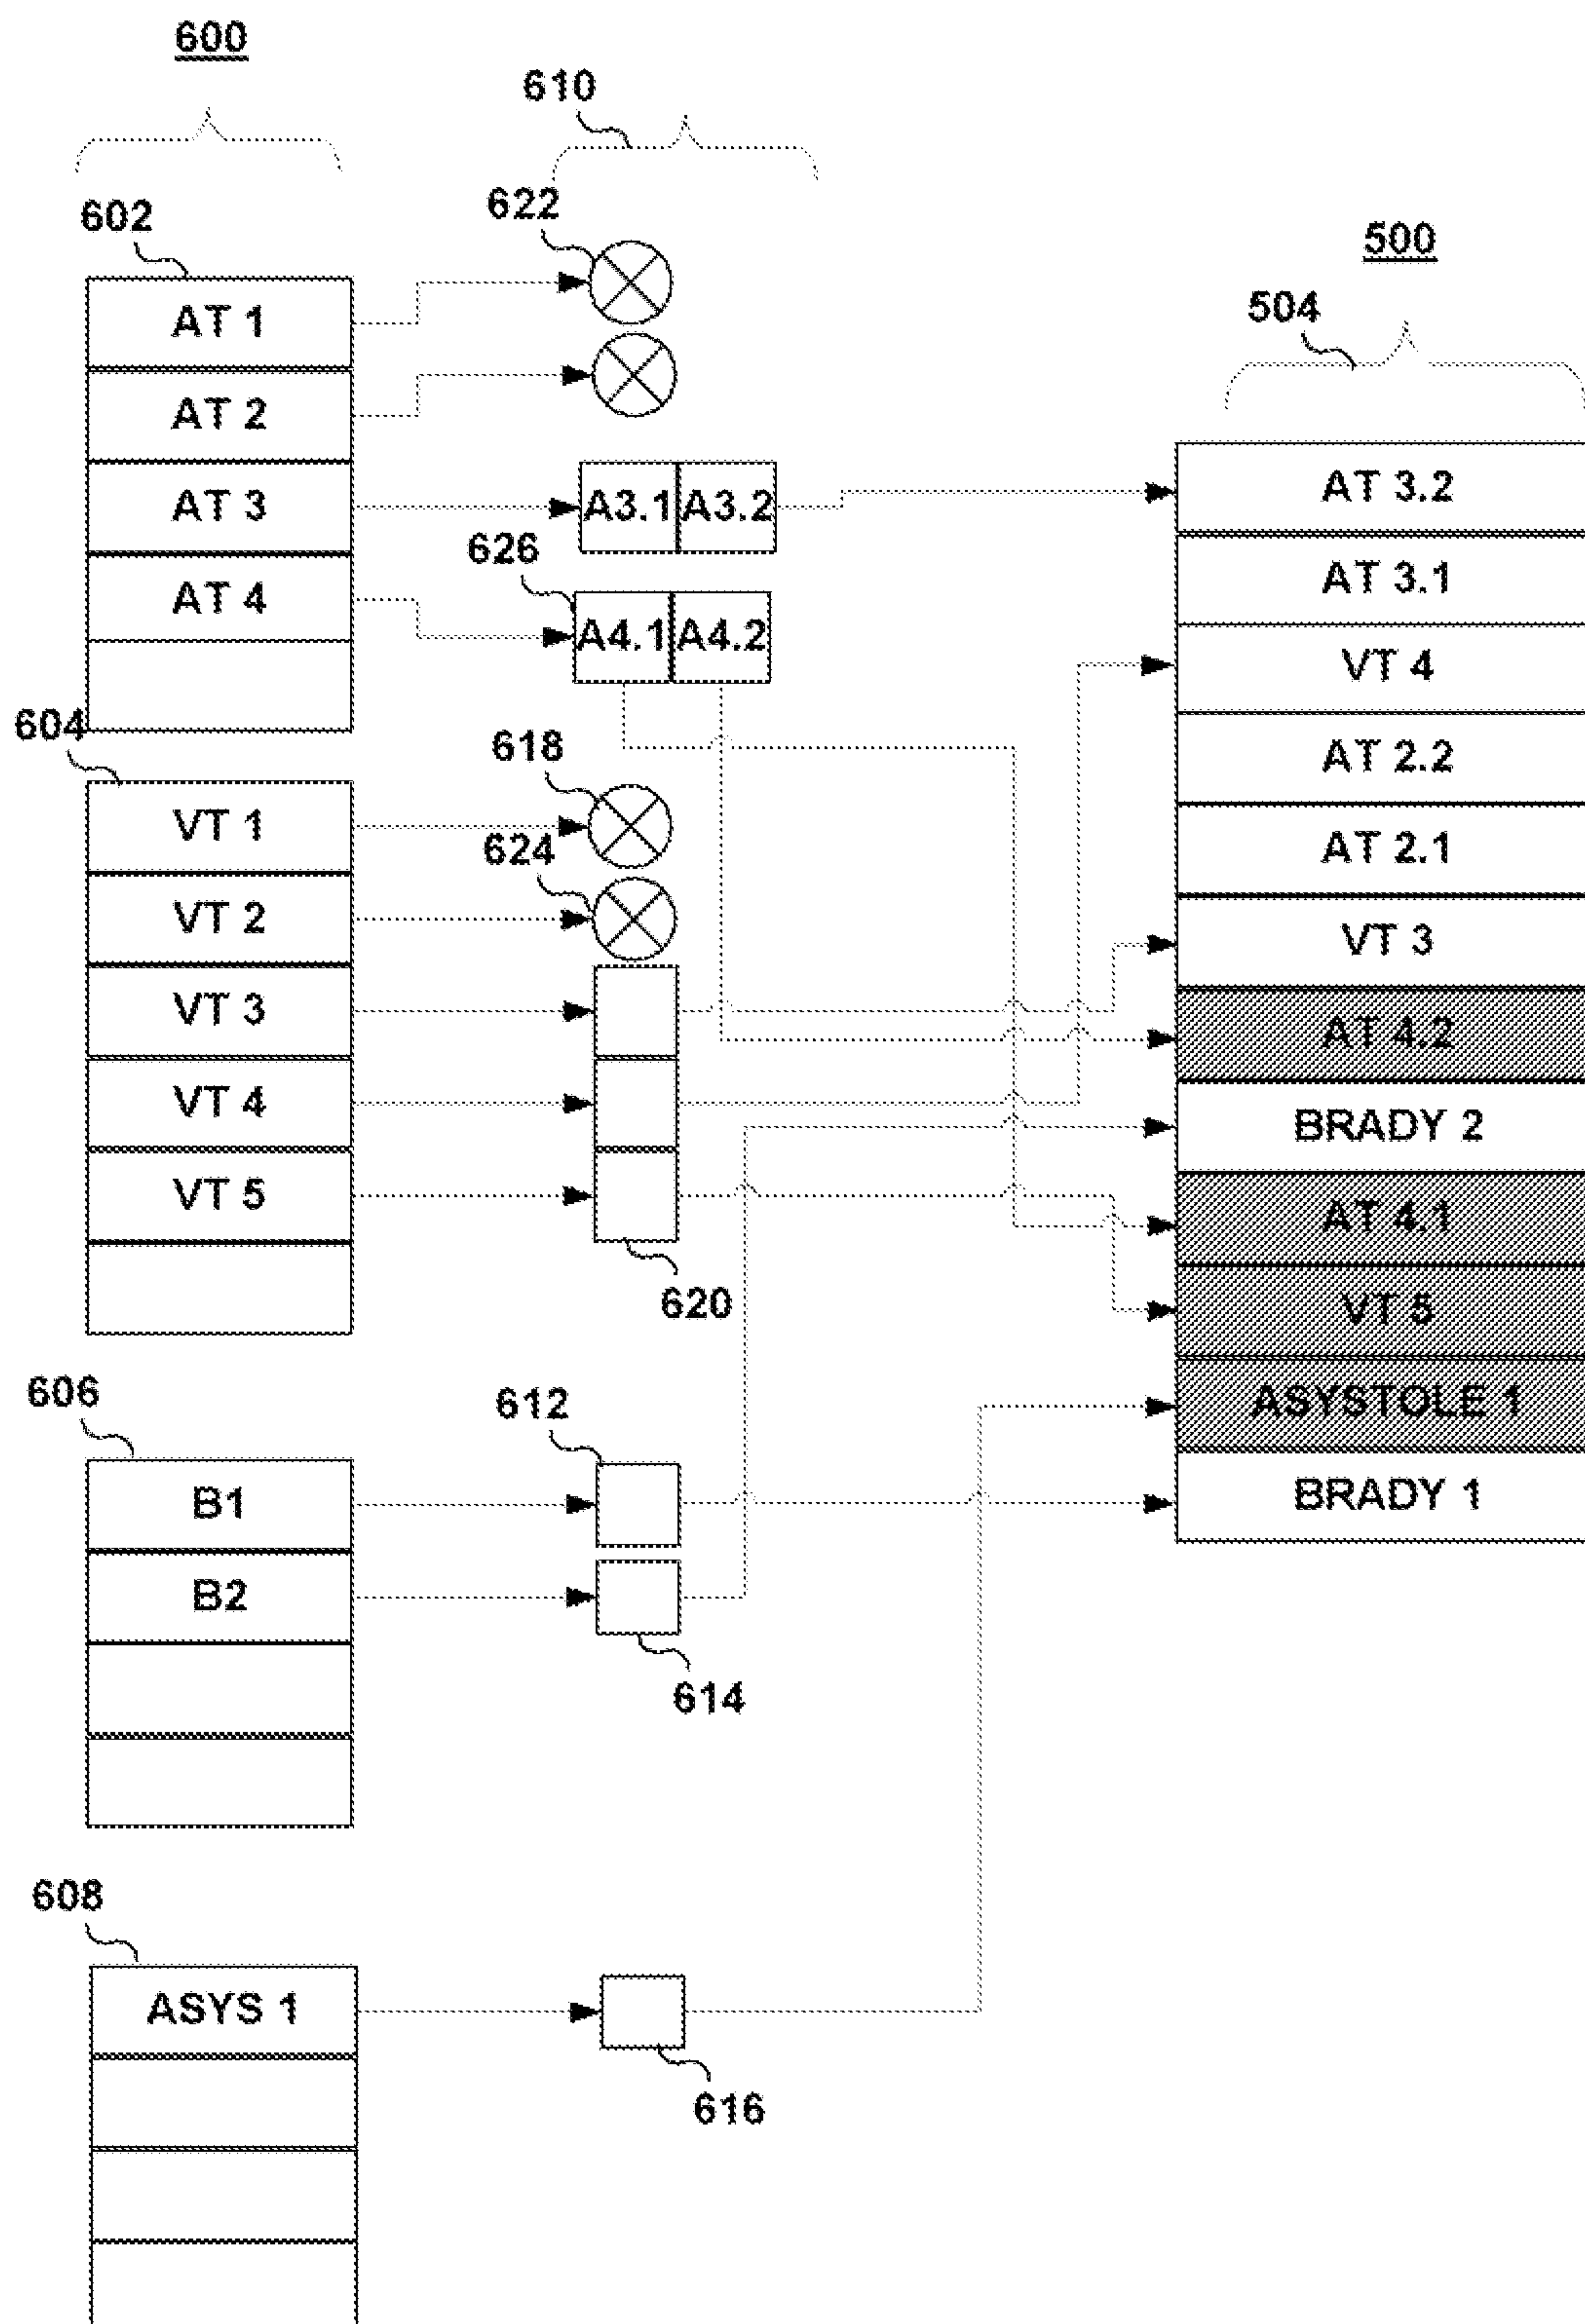 600
610
602
622
500
504
AT 1
AT 2
AT 3
A3.1 A3.2
AT 3.2
626
AT 3.1
AT 4
A4.1 A4.2
VT 4
604
618
AT 2.2
VT 1
624
AT 2.1
VT 2
VT 3
VT 3
AT 4.2
VT 4
BRADY 2
VT 5
AT 4.1
620
VT 5
606
612
ASYSTOLE 1
B1
BRADY 1
B2
614
608
ASYS 1
616